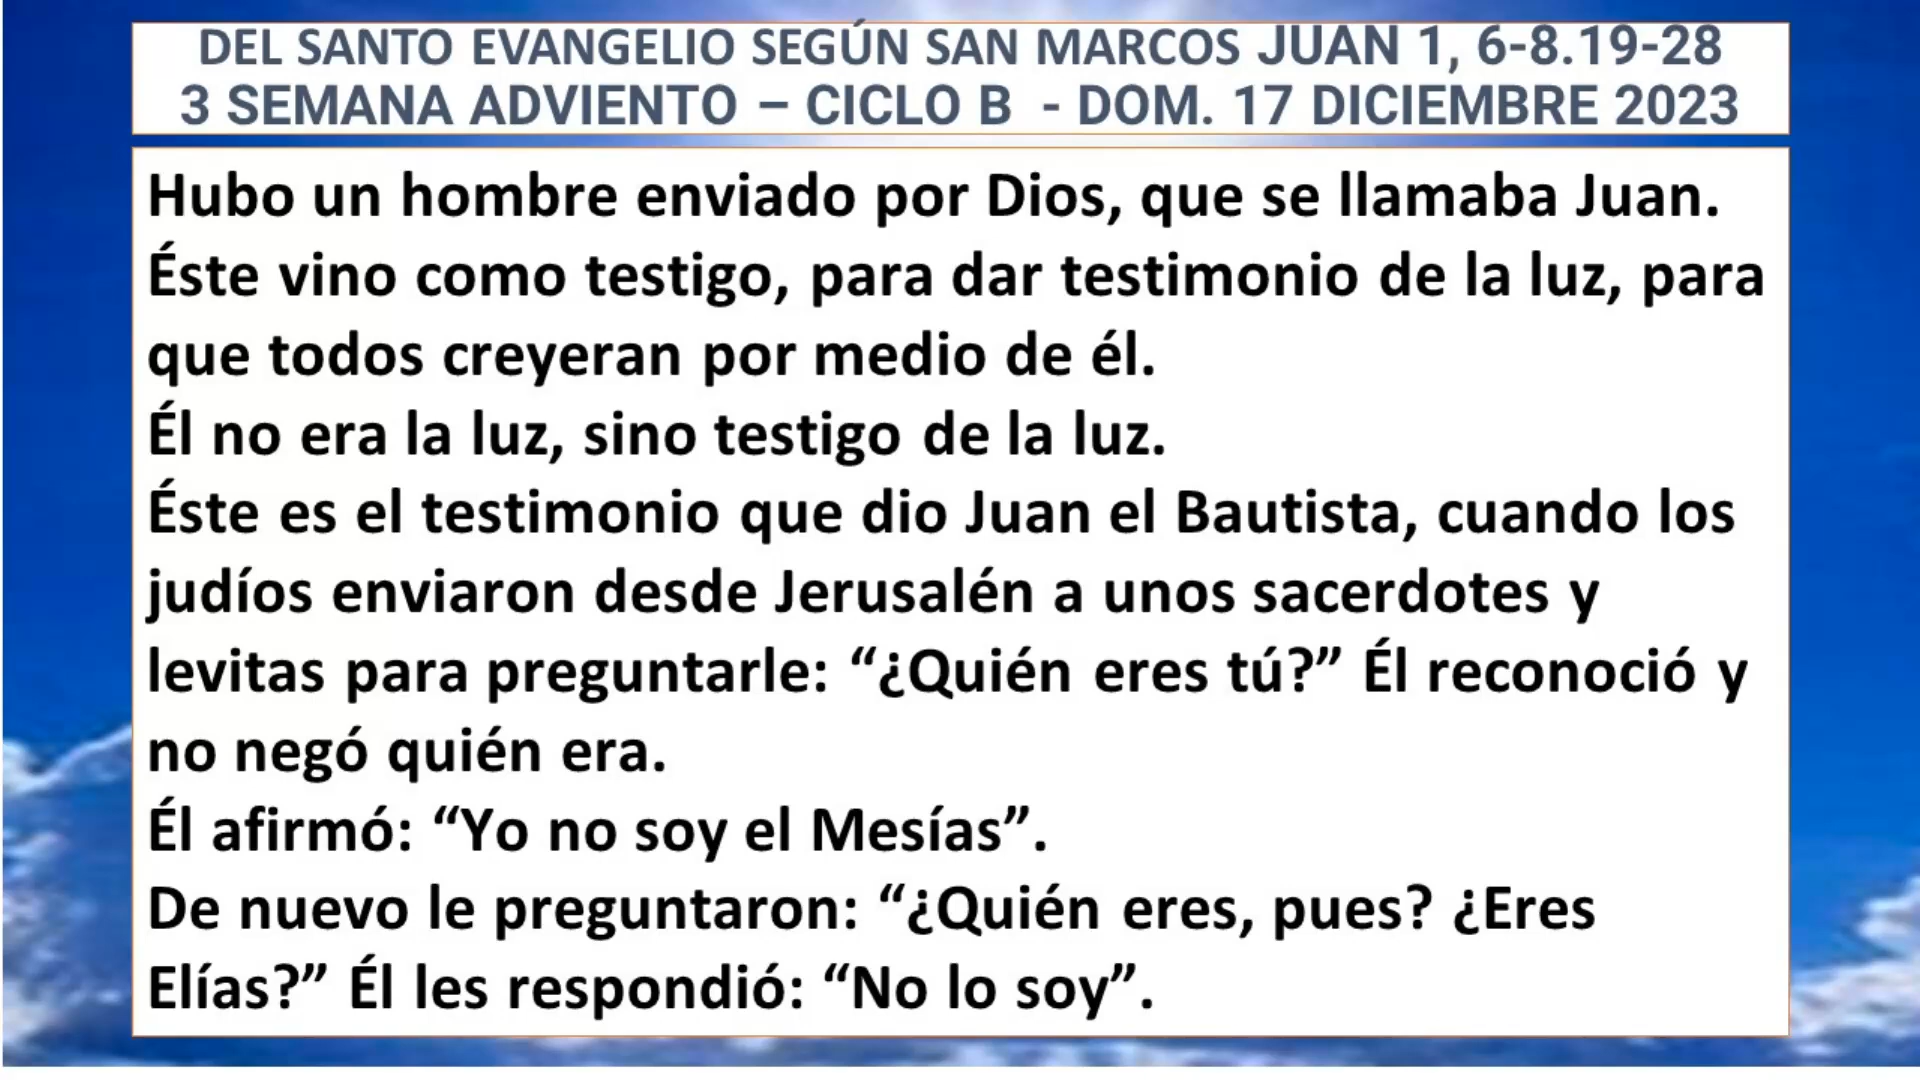 DEL SANTO EVANGELIO SEGÚN SAN MARCOS JUAN 1, 6-8.19-28
3 SEMANA ADVIENTO – CICLO B - DOM. 17 DICIEMBRE 2023
Hubo un hombre enviado por Dios, que se llamaba Juan.
Éste vino como testigo, para dar testimonio de la luz, para
que todos creyeran por medio de él.
Él no era la luz, sino testigo de la luz.
Éste es el testimonio que dio Juan el Bautista, cuando los
judíos enviaron desde Jerusalén a unos sacerdotes y
levitas para preguntarle: “¿Quién eres tú?” Él reconoció y
no negó quién era.
Él afirmó: “Yo no soy el Mesías”.
De nuevo le preguntaron: “¿Quién eres, pues? ¿Eres
Elías?” Él les respondió: “No lo soy”.